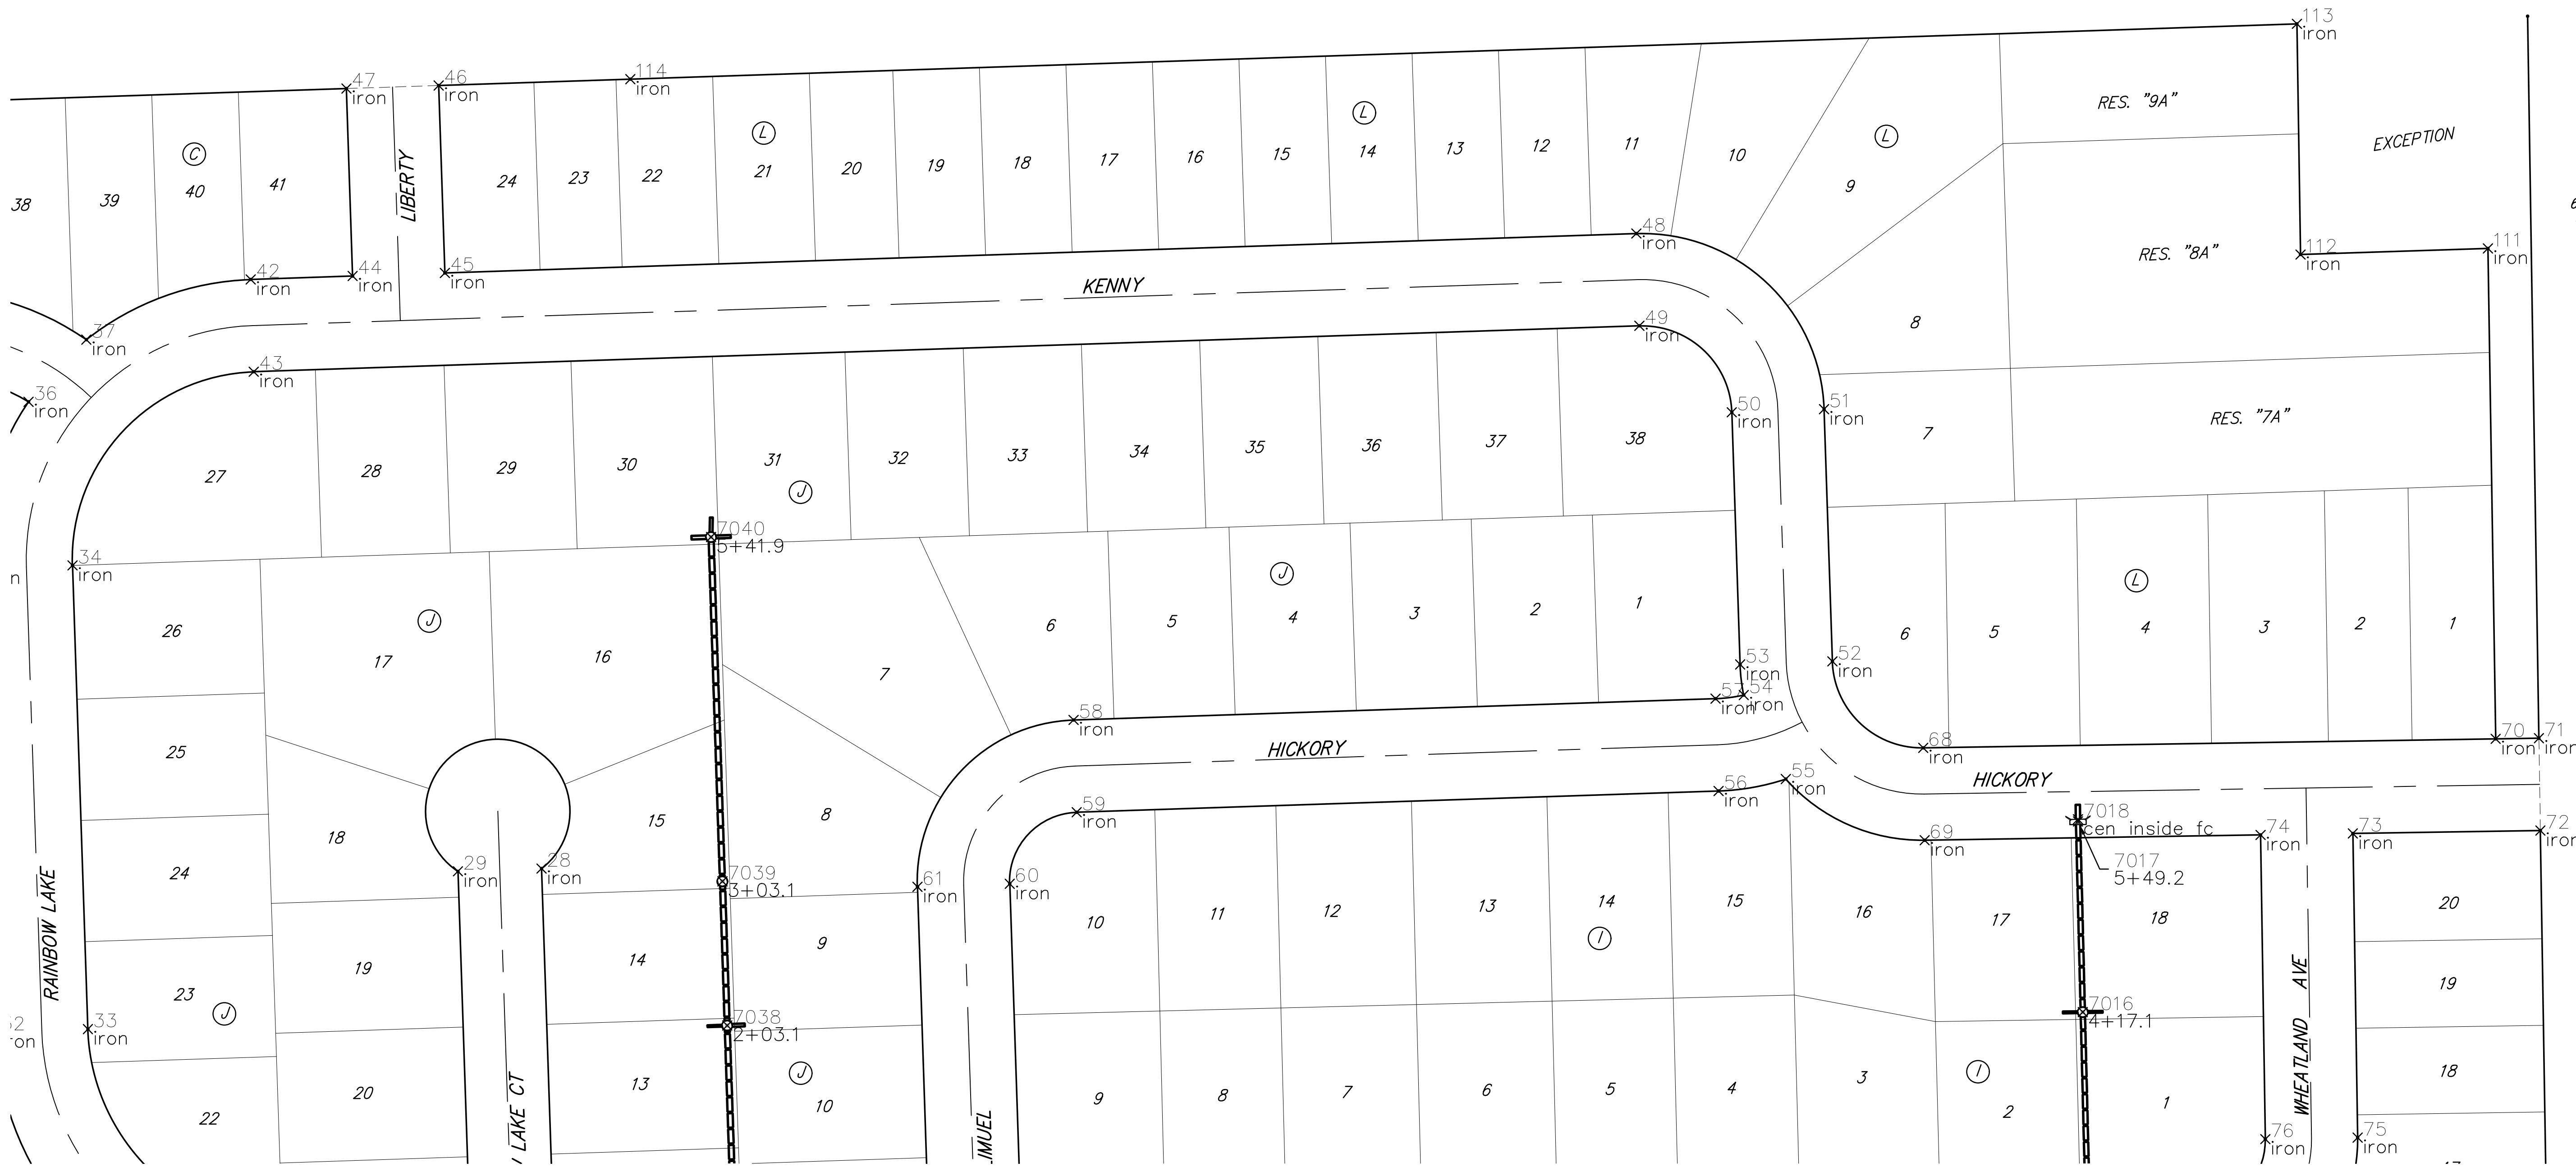 113
iron
47
iron
46
iron
114
iron
RES. "9A"
EXCEPTION
C
L
L
L
38
39
40
41
LIBERTY
24
23
22
21
20
19
18
17
16
15
14
13
12
11
10
9
RES. "8A"
112
iron
111
iron
48
iron
42
iron
44
iron
45
iron
KENNY
37
iron
49
iron
8
43
iron
36
iron
50
iron
51
iron
7
RES. "7A"
27
28
29
30
31
32
33
34
35
36
37
38
J
7040
5+41.9
34
iron
J
J
L
26
17
16
7
6
5
4
3
2
1
6
5
4
3
2
1
53
iron
52
iron
57
iron
54
iron
58
iron
HICKORY
68
iron
70
iron
71
iron
25
HICKORY
56
iron
55
iron
59
iron
18
15
8
7018
cen inside fc
69
iron
74
iron
73
iron
72
iron
7017
5+49.2
24
29
iron
28
iron
7039
3+03.1
61
iron
60
iron
RAINBOW LAKE
10
11
12
13
14
15
16
17
18
20
I
19
14
9
23
J
WHEATLAND AVE
19
33
iron
7038
2+03.1
7016
4+17.1
22
20
LAKE CT
13
J
10
LIMUEL
9
8
7
6
5
4
3
I
2
1
18
76
iron
75
iron